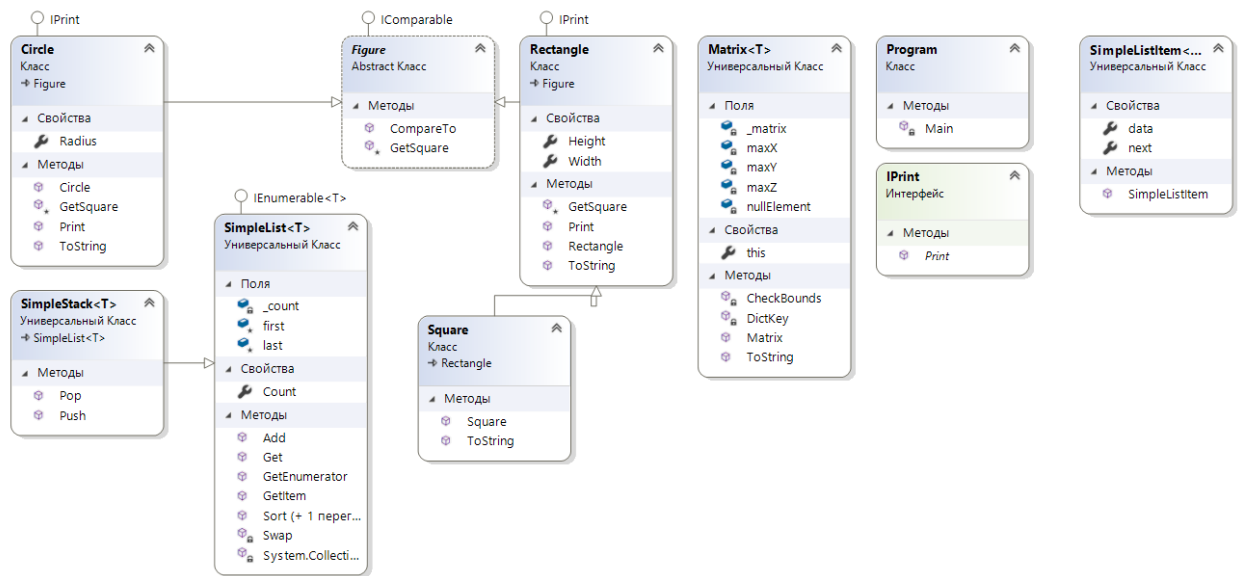 IPrint
Circle
Класс
Figure
Свойства
Radius
Методы
Circle
GetSquare
Print
ToString
IComparable
Figure
Abstract Класс
Методы
CompareTo
GetSquare
IPrint
Rectangle
Класс
Figure
Свойства
Height
Width
Методы
GetSquare
Print
Rectangle
ToString
Matrix<T>
Универсальный Класс
Поля
_matrix
maxX
maxY
maxZ
nullElement
Свойства
this
Методы
CheckBounds
DictKey
Matrix
ToString
Program
Класс
Методы
Main
IPrint
Интерфейс
Методы
Print
SimpleListItem<...
Универсальный Класс
Свойства
data
next
Методы
SimpleListItem
SimpleStack<T>
Универсальный Класс
SimpleList<T>
Методы
Pop
Push
IEnumerable<T>
SimpleList<T>
Универсальный Класс
Поля
_count
first
last
Свойства
Count
Методы
Add
Get
GetEnumerator
GetItem
Sort (+ 1 перег...
Swap
System.Collecti...
Square
Класс
Rectangle
Методы
Square
ToString